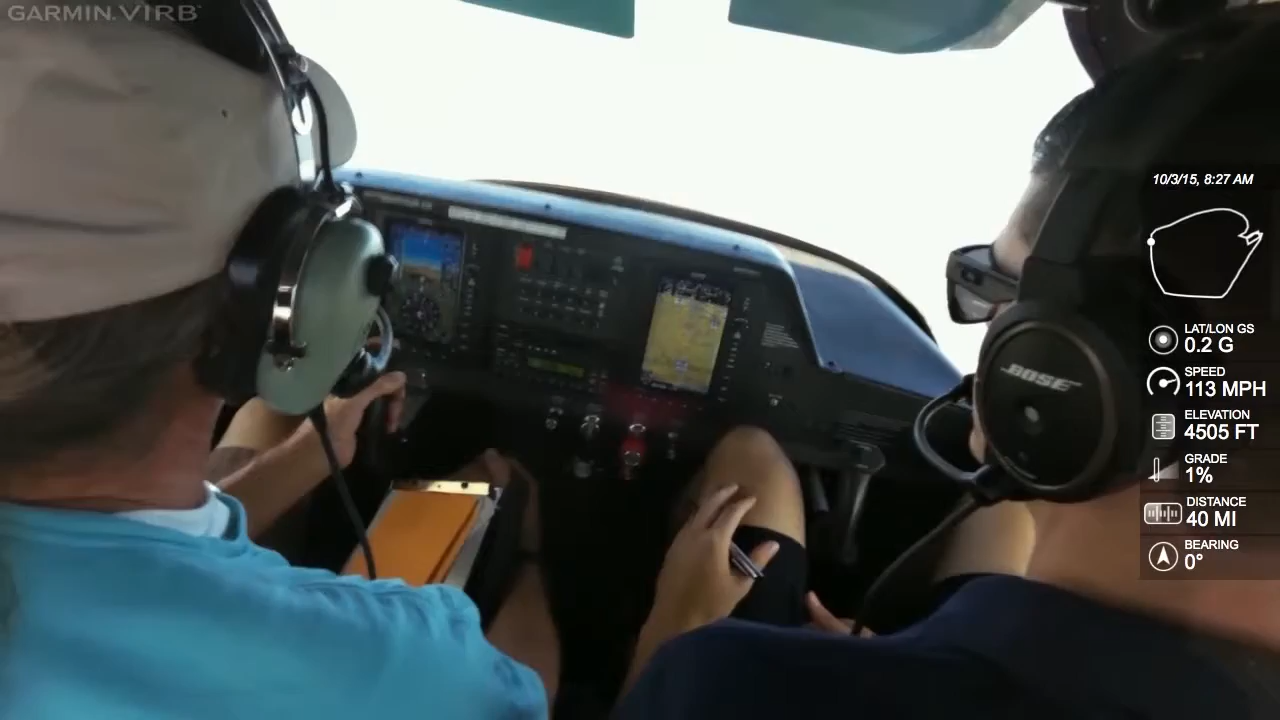 GARMIN.VIRB
10/3/15, 8:27 AM
LAT/LON GS
0.2 G
SPEED
113 MPH
ELEVATION
4505 FT
GRADE
1%
DISTANCE
40 MI
BEARING
0°
BOSE